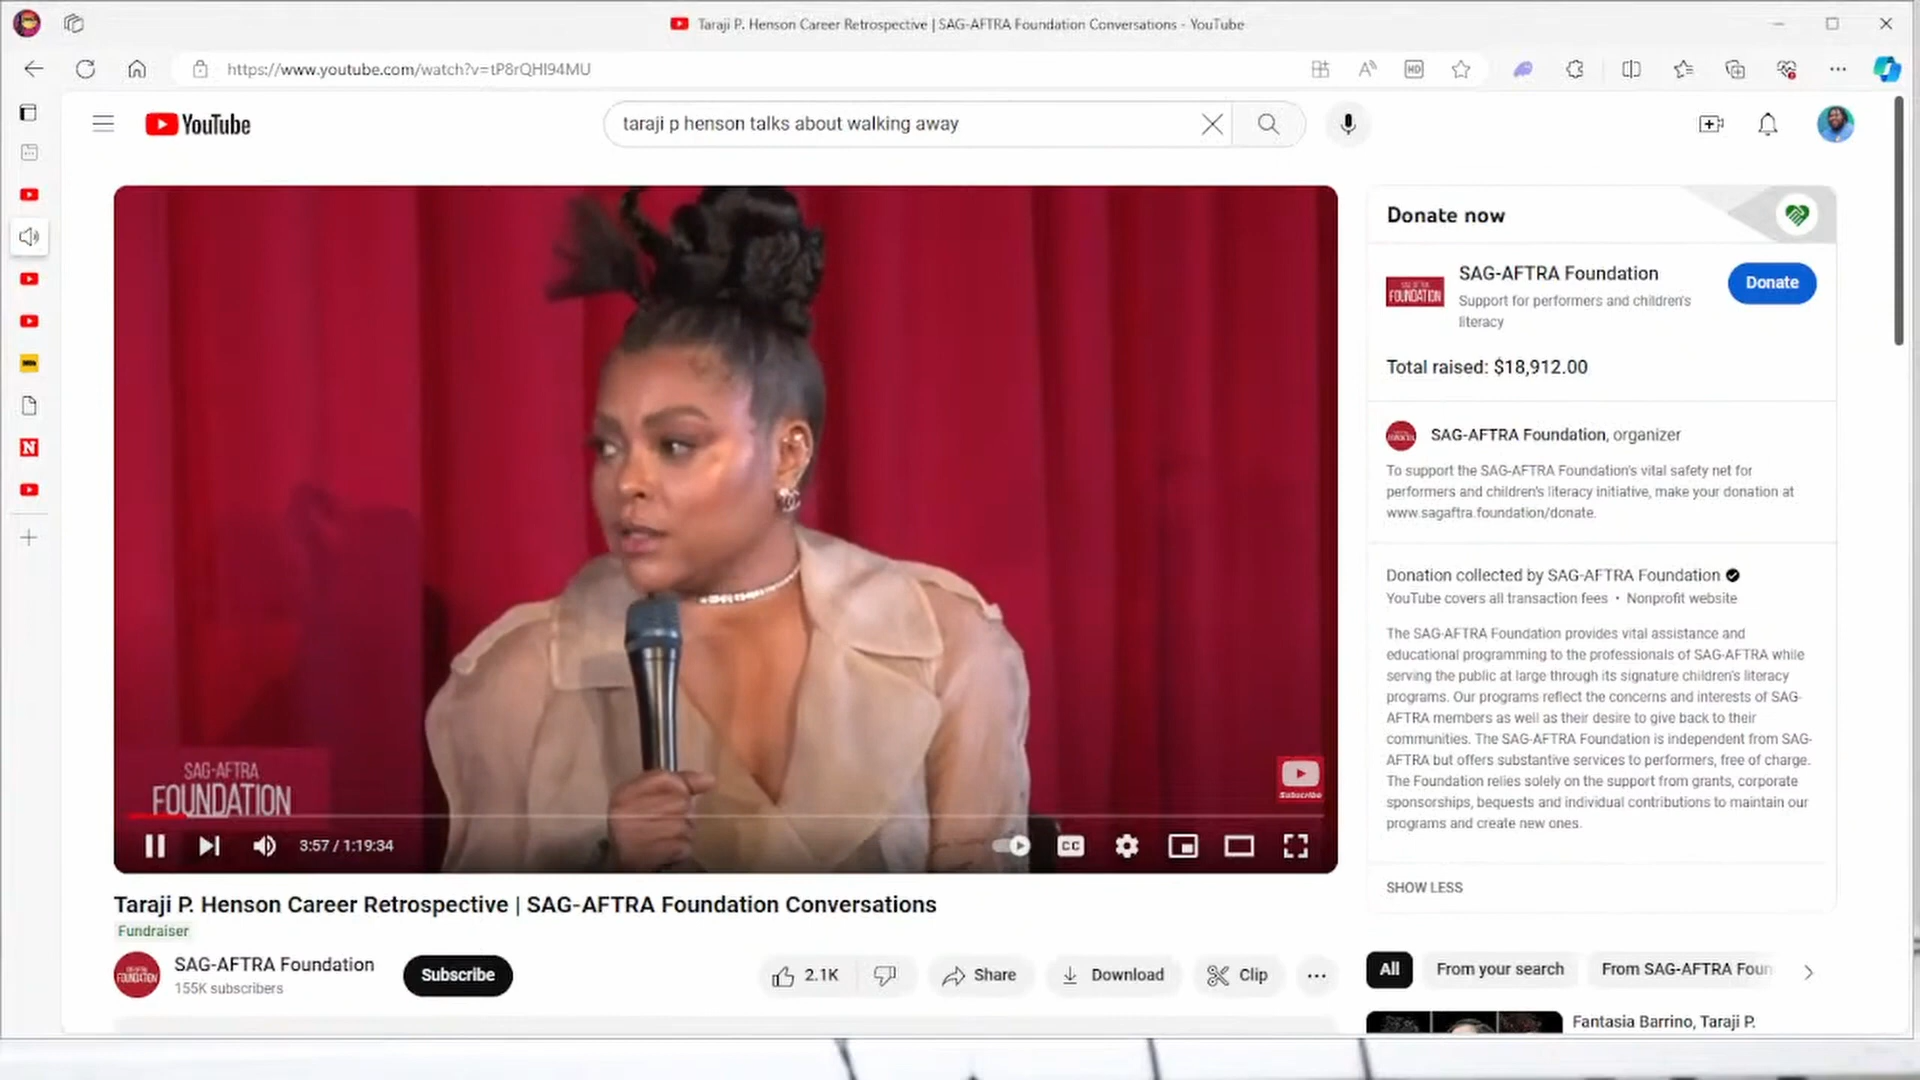 Taraji P. Henson Career Retrospective | SAG-AFTRA Foundation Conversations - YouTube
https://www.youtube.com/watch?v=tP8rQHI94MU
YouTube
taraji p henson talks about walking away
Donate now
SAG-AFTRA Foundation
Support for performers and children's
literacy
Donate
FOUNDATION
Total raised: $18,912.00
SAG-AFTRA Foundation, organizer
To support the SAG-AFTRA Foundation's vital safety net for
performers and children's literacy initiative, make your donation at
www.sagaftra.foundation/donate.
Donation collected by SAG-AFTRA Foundation
YouTube covers all transaction fees • Nonprofit website
The SAG-AFTRA Foundation provides vital assistance and
educational programming to the professionals of SAG-AFTRA while
serving the public at large through its signature children's literacy
programs. Our programs reflect the concerns and interests of SAG-
AFTRA members as well as their desire to give back to their
communities. The SAG-AFTRA Foundation is independent from SAG-
AFTRA but offers substantive services to performers, free of charge.
The Foundation relies solely on the support from grants, corporate
sponsorships, bequests and individual contributions to maintain our
programs and create new ones.
SHOW LESS
SAG-AFTRA
FOUNDATION
Subscribe
3:57 / 1:19:34
CC
Taraji P. Henson Career Retrospective | SAG-AFTRA Foundation Conversations
Fundraiser
SAG-AFTRA Foundation
155K subscribers
Subscribe
2.1K
Share
Download
Clip
All
From your search
From SAG-AFTRA Foun
Fantasia Barrino, Taraji P.